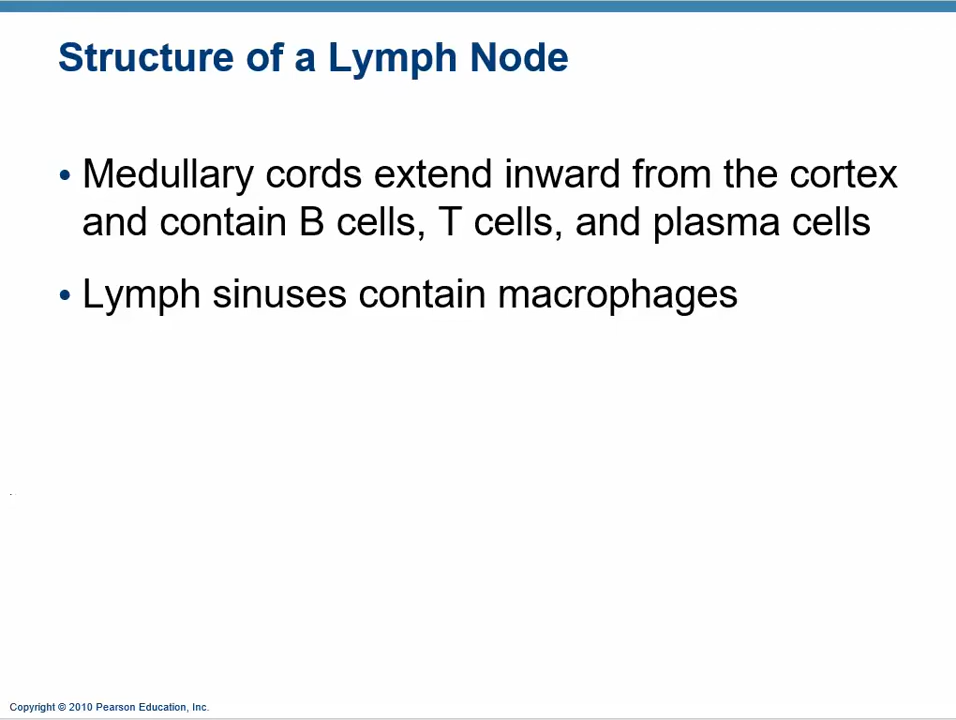 Structure of a Lymph Node
• Medullary cords extend inward from the cortex
and contain B cells, T cells, and plasma cells
• Lymph sinuses contain macrophages
Copyright © 2010 Pearson Education, Inc.